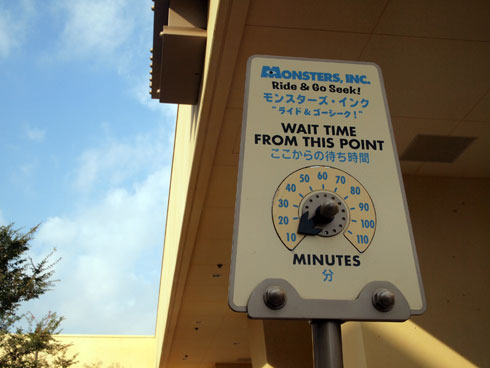 MONSTERS, INC.
Ride & Go Seek!
モンスターズ・インク
"ライド&ゴーシーク!"
WAIT TIME
FROM THIS POINT
ここからの待ち時間
10 20 30 40 50 60 70 80 90 100 110
MINUTES
分